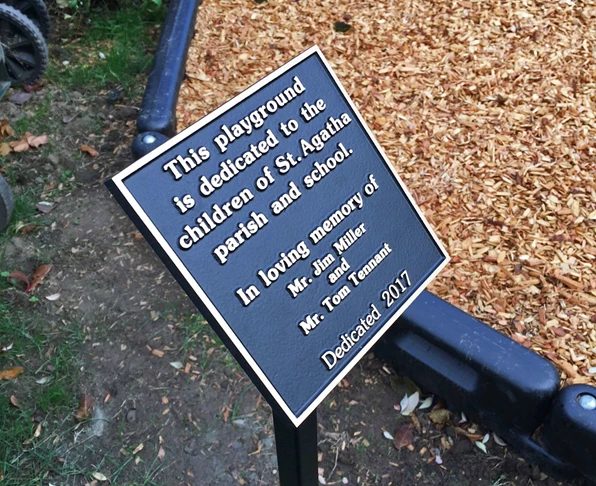 This playground
is dedicated to the
children of St. Agatha
parish and school.
In loving memory of
Mr. Jim Miller
and
Mr. Tom Tennant
Dedicated 2017